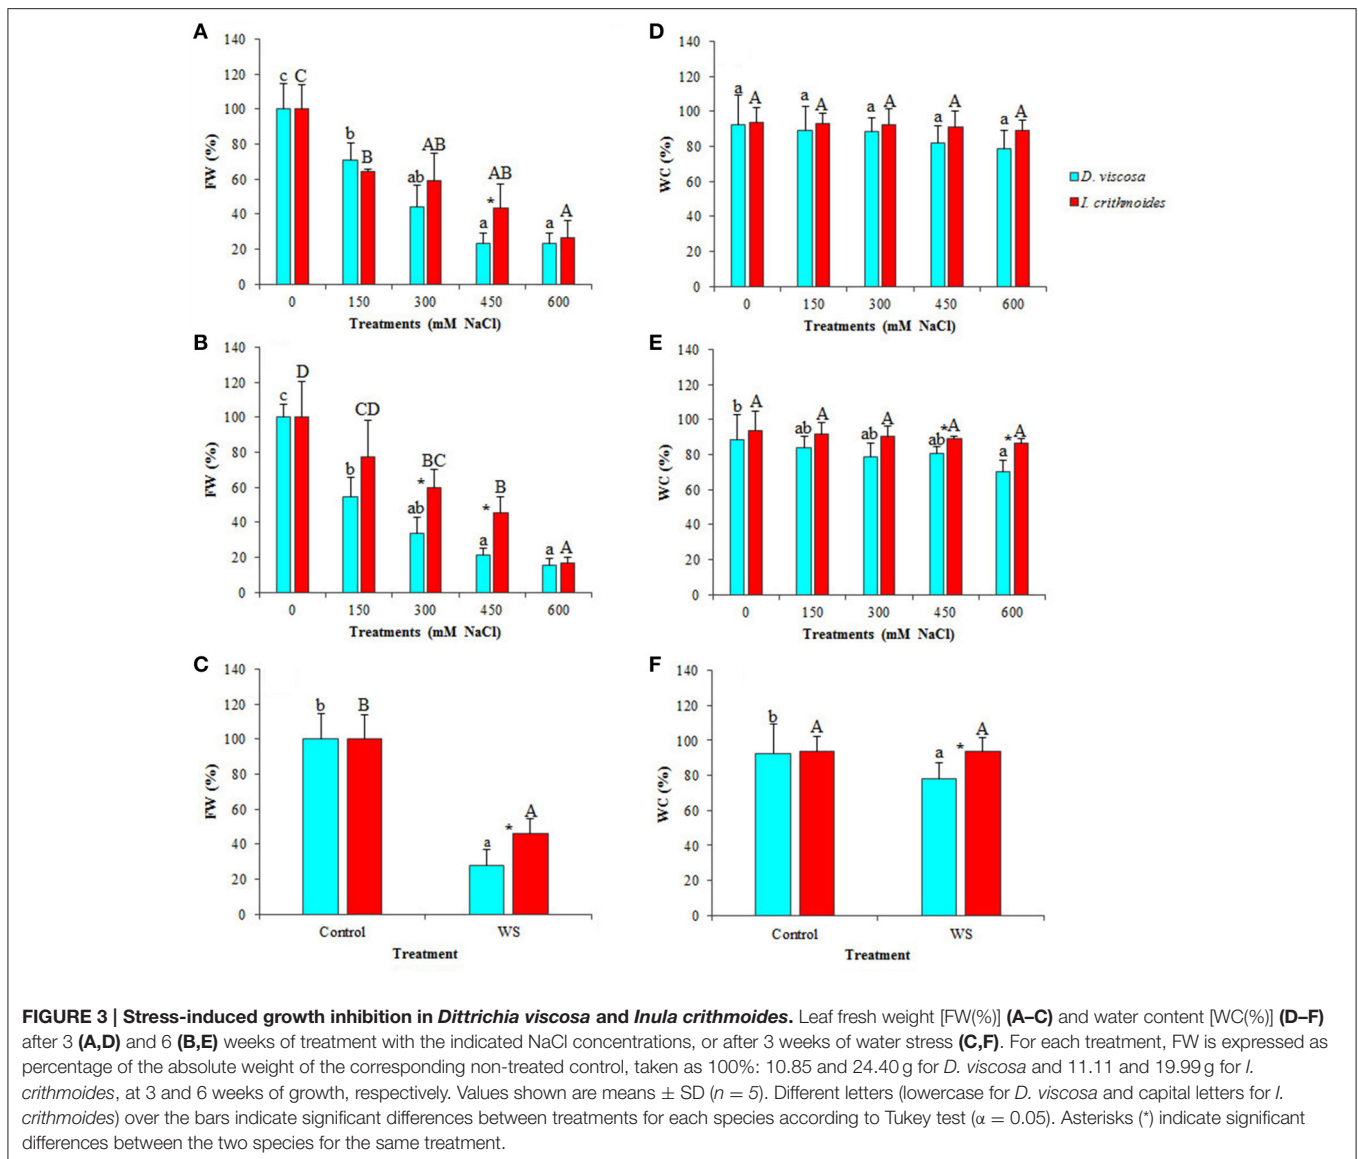 A
140
120
100
80
60
40
20
0
FW (%)
c C
b B
ab AB
a * AB
a A
0 150 300 450 600
Treatments (mM NaCl)
D
140
120
100
80
60
40
20
0
WC (%)
a A
a A
a A
a A
a A
0 150 300 450 600
Treatments (mM NaCl)
D. viscosa
I. crithmoides
B
140
120
100
80
60
40
20
0
FW (%)
c D
b CD
ab * BC
a * B
a A
0 150 300 450 600
Treatments (mM NaCl)
E
140
120
100
80
60
40
20
0
WC (%)
b A
ab A
ab A
ab *A
a * A
0 150 300 450 600
Treatments (mM NaCl)
C
140
120
100
80
60
40
20
0
FW (%)
b B
a * A
Control WS
Treatment
F
140
120
100
80
60
40
20
0
WC (%)
b A
a * A
Control WS
Treatment
FIGURE 3 | Stress-induced growth inhibition in Dittrichia viscosa and Inula crithmoides. Leaf fresh weight [FW(%)] (A–C) and water content [WC(%)] (D–F)
after 3 (A,D) and 6 (B,E) weeks of treatment with the indicated NaCl concentrations, or after 3 weeks of water stress (C,F). For each treatment, FW is expressed as
percentage of the absolute weight of the corresponding non-treated control, taken as 100%: 10.85 and 24.40 g for D. viscosa and 11.11 and 19.99 g for I.
crithmoides, at 3 and 6 weeks of growth, respectively. Values shown are means ± SD (n = 5). Different letters (lowercase for D. viscosa and capital letters for I.
crithmoides) over the bars indicate significant differences between treatments for each species according to Tukey test (α = 0.05). Asterisks (*) indicate significant
differences between the two species for the same treatment.